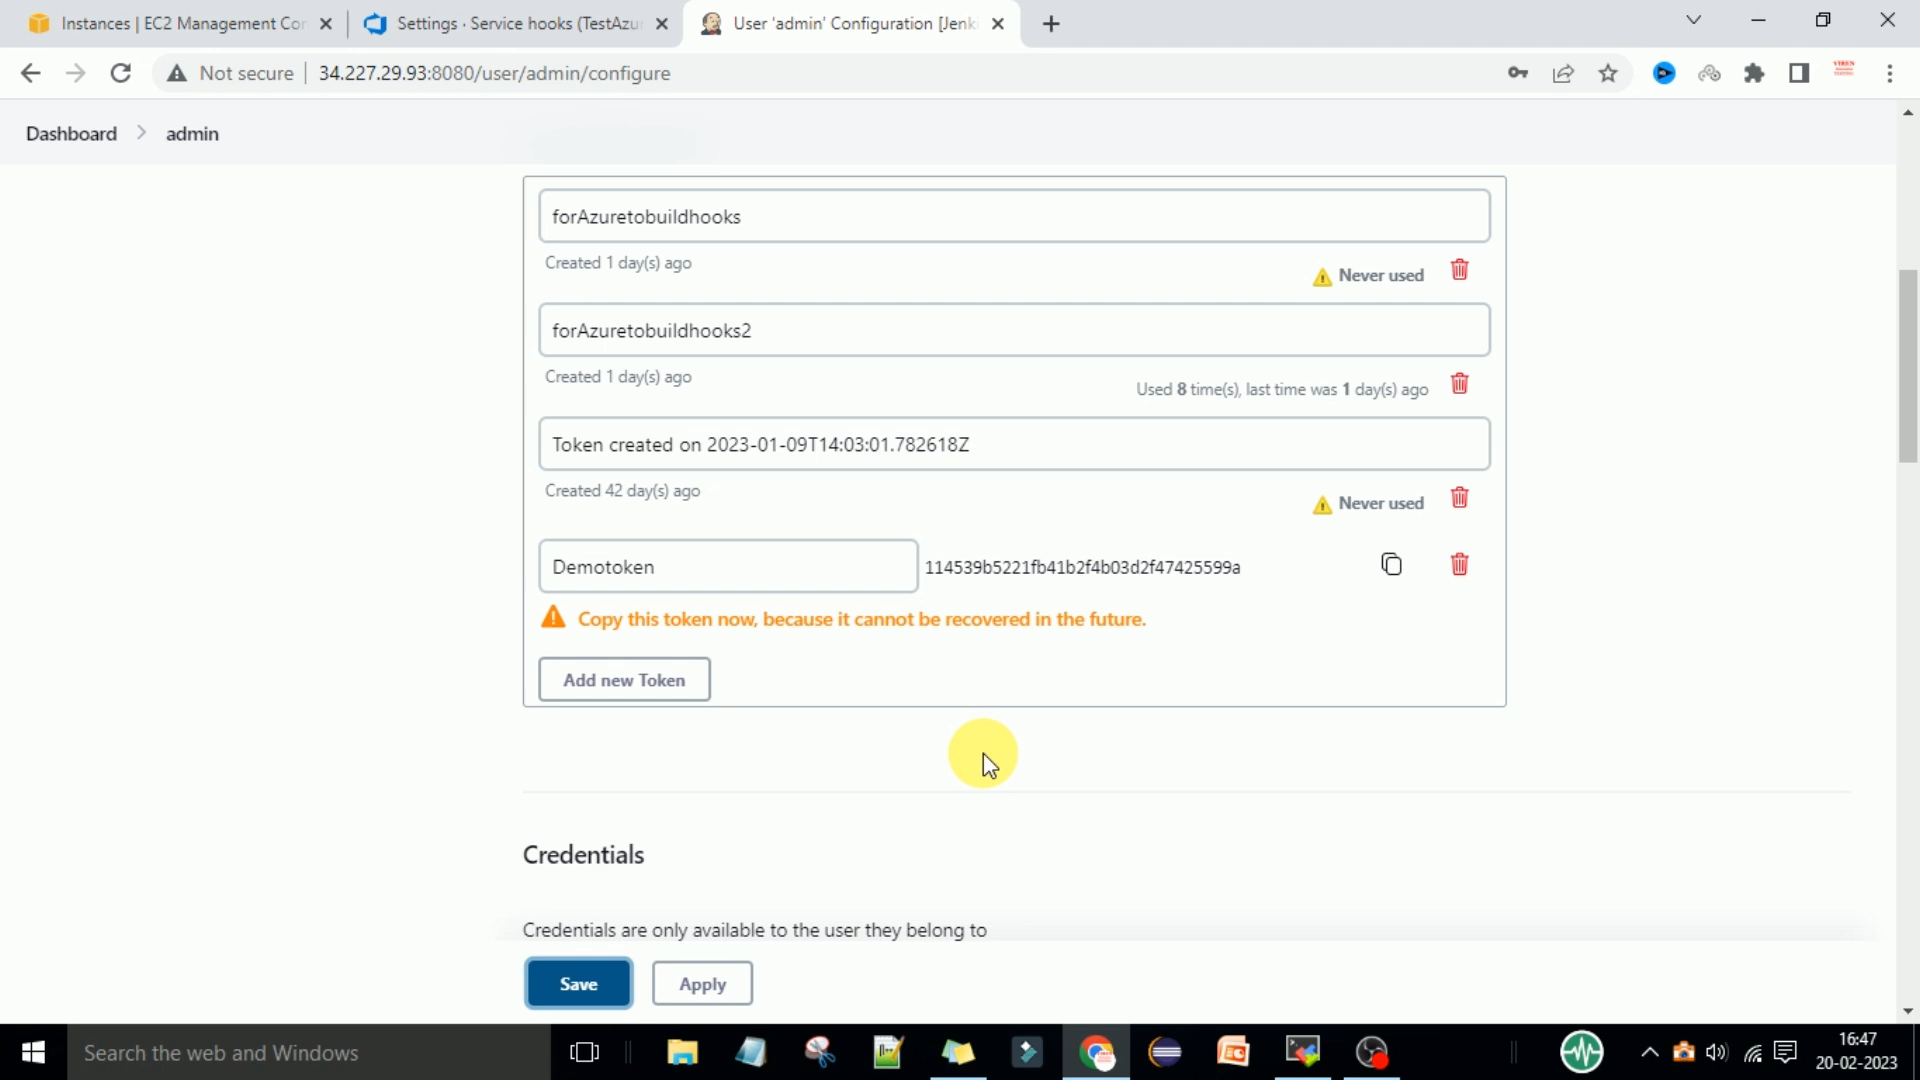 Instances | EC2 Management Con
Settings · Service hooks (TestAzu
User 'admin' Configuration [Jenk
Not secure
34.227.29.93:8080/user/admin/configure
VIREN
Dashboard
admin
forAzuretobuildhooks
Created 1 day(s) ago
Never used
forAzuretobuildhooks2
Created 1 day(s) ago
Used 8 time(s), last time was 1 day(s) ago
Token created on 2023-01-09T14:03:01.782618Z
Created 42 day(s) ago
Never used
Demotoken
114539b5221fb41b2f4b03d2f47425599a
Copy this token now, because it cannot be recovered in the future.
Add new Token
Credentials
Credentials are only available to the user they belong to
Save
Apply
Search the web and Windows
16:47
20-02-2023